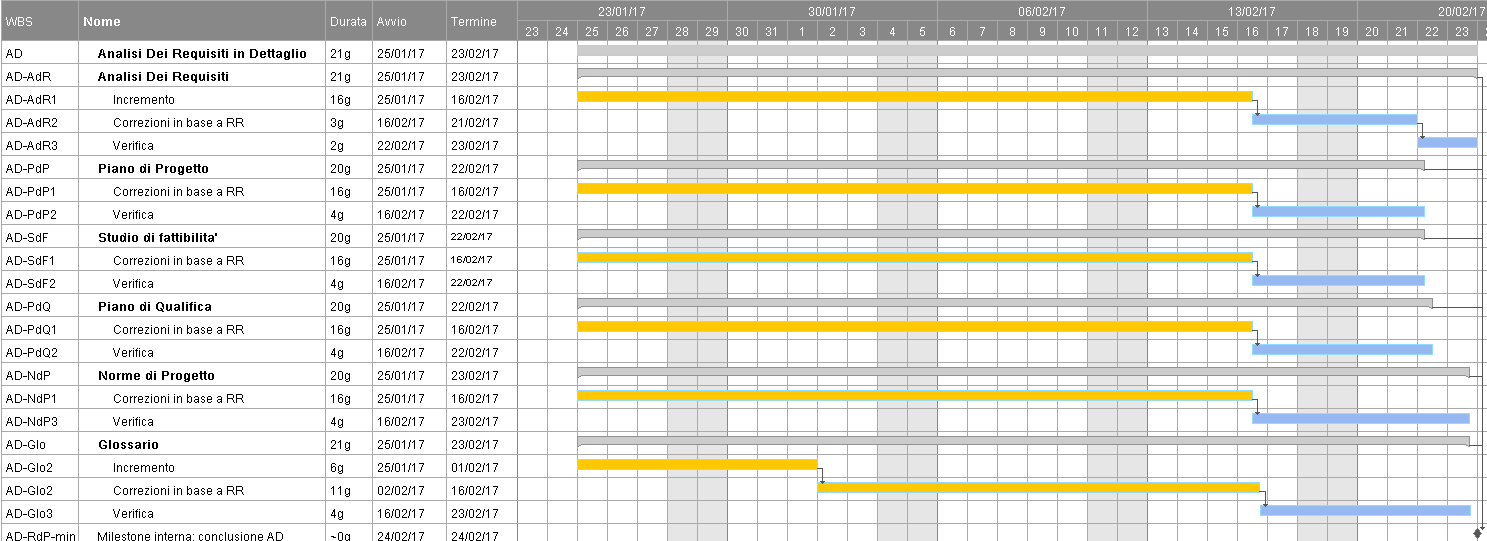 WBS Nome Durata Avvio Termine 23/01/17 30/01/17 06/02/17 13/02/17 20/02/17
23 24 25 26 27 28 29 30 31 1 2 3 4 5 6 7 8 9 10 11 12 13 14 15 16 17 18 19 20 21 22 23
AD Analisi Dei Requisiti in Dettaglio 21g 25/01/17 23/02/17
AD-AdR Analisi Dei Requisiti 21g 25/01/17 23/02/17
AD-AdR1 Incremento 16g 25/01/17 16/02/17
AD-AdR2 Correzioni in base a RR 3g 16/02/17 21/02/17
AD-AdR3 Verifica 2g 22/02/17 23/02/17
AD-PdP Piano di Progetto 20g 25/01/17 22/02/17
AD-PdP1 Correzioni in base a RR 16g 25/01/17 16/02/17
AD-PdP2 Verifica 4g 16/02/17 22/02/17
AD-SdF Studio di fattibilita' 20g 25/01/17 22/02/17
AD-SdF1 Correzioni in base a RR 16g 25/01/17 16/02/17
AD-SdF2 Verifica 4g 16/02/17 22/02/17
AD-PdQ Piano di Qualifica 20g 25/01/17 22/02/17
AD-PdQ1 Correzioni in base a RR 16g 25/01/17 16/02/17
AD-PdQ2 Verifica 4g 16/02/17 22/02/17
AD-NdP Norme di Progetto 20g 25/01/17 23/02/17
AD-NdP1 Correzioni in base a RR 16g 25/01/17 16/02/17
AD-NdP3 Verifica 4g 16/02/17 23/02/17
AD-Glo Glossario 21g 25/01/17 23/02/17
AD-Glo2 Incremento 6g 25/01/17 01/02/17
AD-Glo2 Correzioni in base a RR 11g 02/02/17 16/02/17
AD-Glo3 Verifica 4g 16/02/17 23/02/17
AD-RdP-min Milestone interna: conclusione AD ~0g 24/02/17 24/02/17